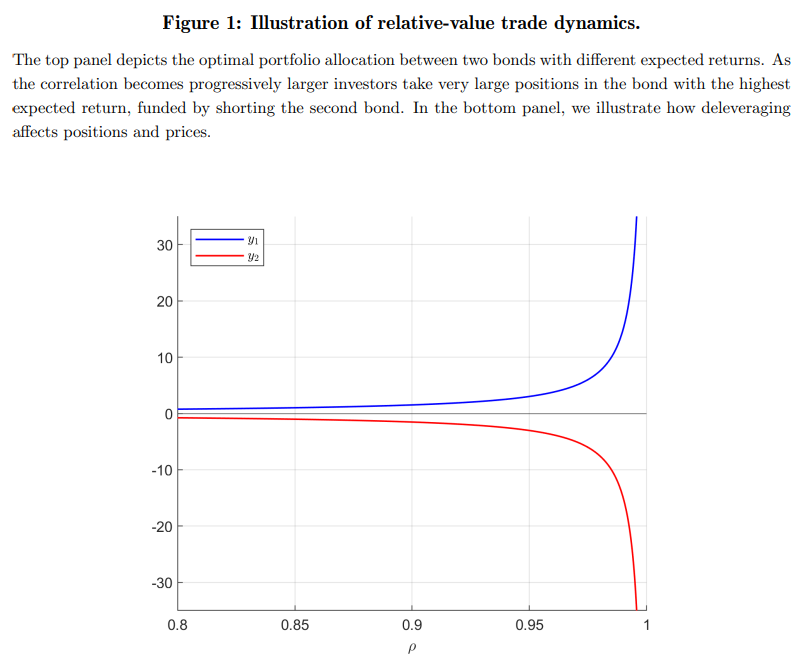 Figure 1: Illustration of relative-value trade dynamics.
The top panel depicts the optimal portfolio allocation between two bonds with different expected returns. As
the correlation becomes progressively larger investors take very large positions in the bond with the highest
expected return, funded by shorting the second bond. In the bottom panel, we illustrate how deleveraging
affects positions and prices.
y₁
y₂
30
20
10
0
-10
-20
-30
0.8 0.85 0.9 0.95 1
ρ